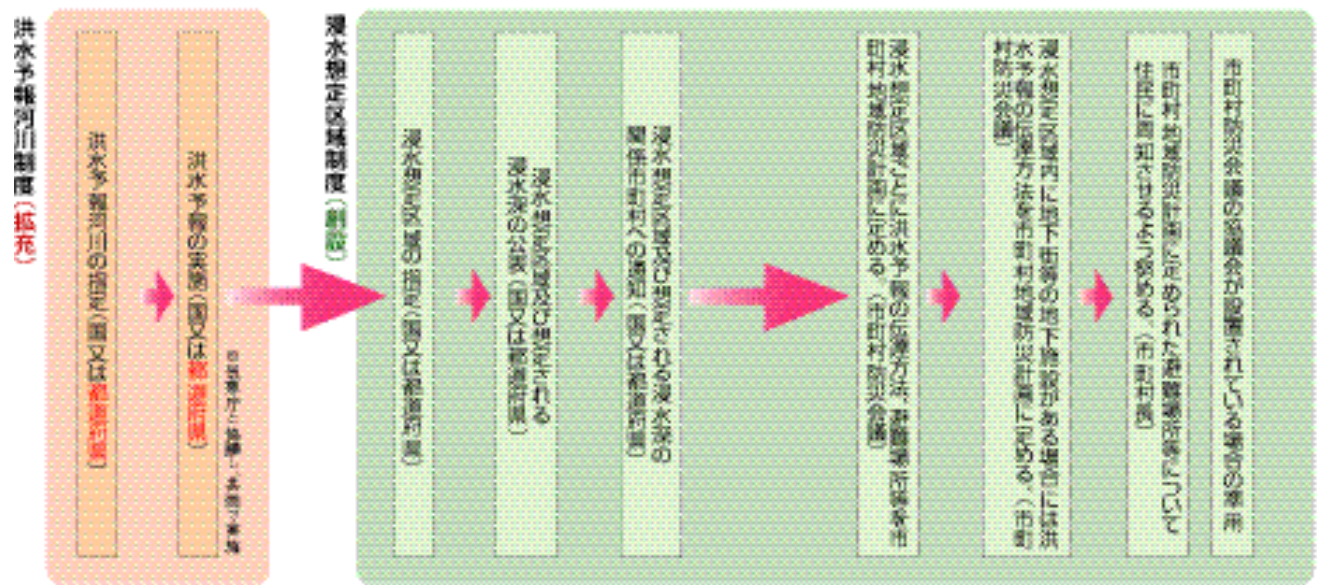 洪水予報河川制度（拡充）
洪水予報河川の指定（国又は都道府県）
洪水予報の実施（国又は都道府県）
※気象庁と協議し、共同で実施
浸水想定区域制度（創設）
浸水想定区域の指定（国又は都道府県）
浸水想定区域及び想定される
浸水深の公表（国又は都道府県）
浸水想定区域及び想定される浸水深の
関係市町村への通知（国又は都道府県）
浸水想定区域ごとに洪水予報の伝達方法、避難場所等を市
町村地域防災計画に定める。（市町村防災会議）
浸水想定区域内に地下街等の地下施設がある場合には洪
水予報の伝達方法を市町村地域防災計画に定める。（市町
村防災会議）
市町村地域防災計画に定められた避難場所等について
住民に周知させるよう努める。（市町村長）
市町村防災会議の協議会が設置されている場合の準用